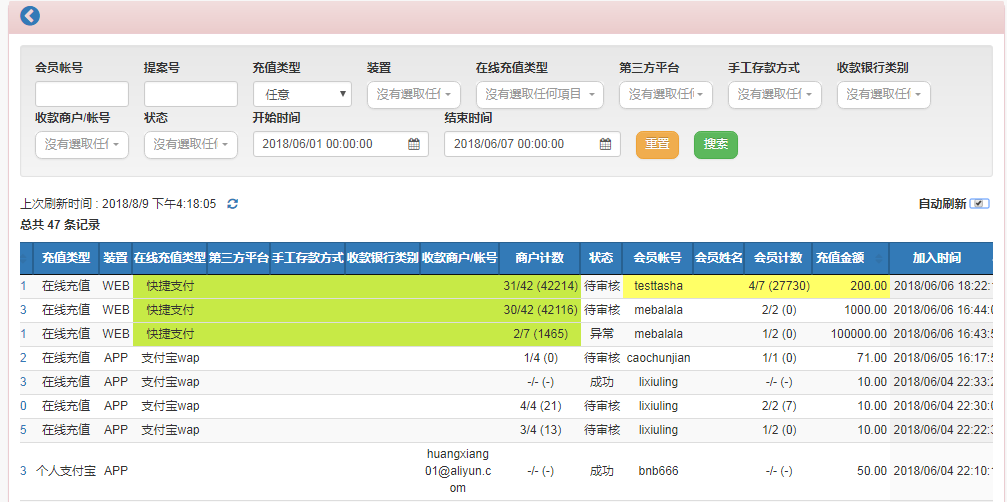 会员帐号 提案号 充值类型 装置 在线充值类型 第三方平台 手工存款方式 收款银行类别
任意 沒有選取任何 沒有選取任何項目 沒有選取任何 沒有選取任何 沒有選取任何
收款商户/帐号 状态 开始时间 结束时间
沒有選取任何 沒有選取任何 2018/06/01 00:00:00 2018/06/07 00:00:00 重置 搜索
上次刷新时间 : 2018/8/9 下午4:18:05 自动刷新
总共 47 条记录
充值类型 装置 在线充值类型 第三方平台 手工存款方式 收款银行类别 收款商户/帐号 商户计数 状态 会员帐号 会员姓名 会员计数 充值金额 加入时间
1 在线充值 WEB 快捷支付 31/42 (42214) 待审核 testtasha 4/7 (27730) 200.00 2018/06/06 18:22:
3 在线充值 WEB 快捷支付 30/42 (42116) 待审核 mebalala 2/2 (0) 1000.00 2018/06/06 16:44:
1 在线充值 WEB 快捷支付 2/7 (1465) 异常 mebalala 1/2 (0) 100000.00 2018/06/06 16:43:
2 在线充值 APP 支付宝wap 1/4 (0) 待审核 caochunjian 1/1 (0) 71.00 2018/06/05 16:17:
3 在线充值 APP 支付宝wap -/- (-) 成功 lixiuling -/- (-) 10.00 2018/06/04 22:33:
0 在线充值 APP 支付宝wap 4/4 (21) 待审核 lixiuling 2/2 (7) 10.00 2018/06/04 22:30:
5 在线充值 APP 支付宝wap 3/4 (13) 待审核 lixiuling 1/2 (0) 10.00 2018/06/04 22:22:
3 个人支付宝 APP huangxiang01@aliyun.com -/- (-) 成功 bnb666 -/- (-) 50.00 2018/06/04 22:10: